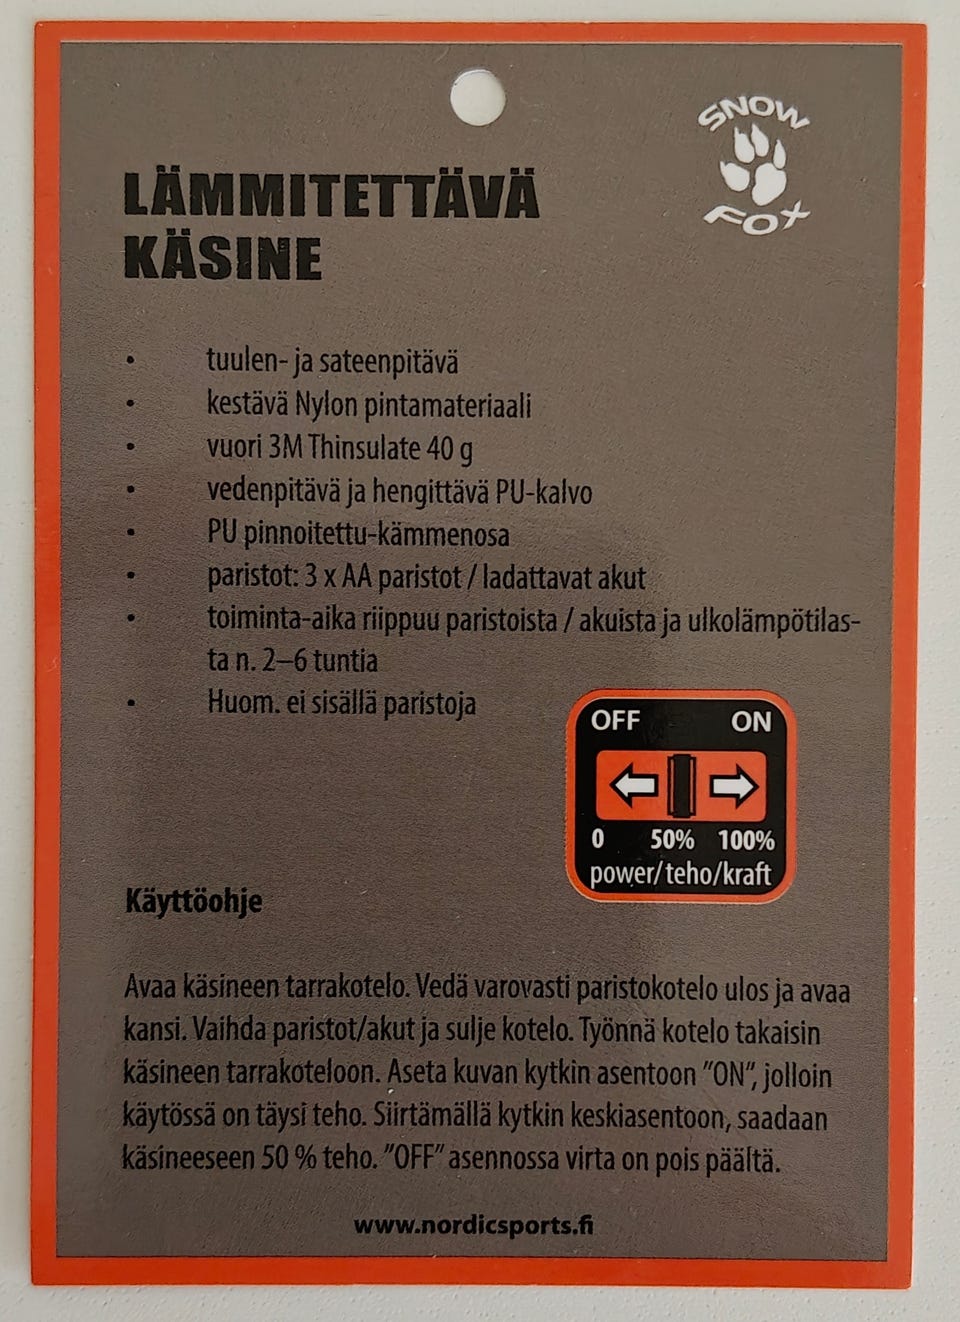 SNOW
FOX
LÄMMITETTÄVÄ
KÄSINE
• tuulen- ja sateenpitävä
• kestävä Nylon pintamateriaali
• vuori 3M Thinsulate 40 g
• vedenpitävä ja hengittävä PU-kalvo
• PU pinnoitettu-kämmenosa
• paristot: 3 x AA paristot / ladattavat akut
• toiminta-aika riippuu paristoista / akuista ja ulkolämpötilas-
ta n. 2–6 tuntia
• Huom. ei sisällä paristoja
OFF ON
0 50% 100%
power/teho/kraft
Käyttöohje
Avaa käsineen tarrakotelo. Vedä varovasti paristokotelo ulos ja avaa
kansi. Vaihda paristot/akut ja sulje kotelo. Työnnä kotelo takaisin
käsineen tarrakoteloon. Aseta kuvan kytkin asentoon ”ON”, jolloin
käytössä on täysi teho. Siirtämällä kytkin keskiasentoon, saadaan
käsineeseen 50 % teho. ”OFF” asennossa virta on pois päältä.
www.nordicsports.fi